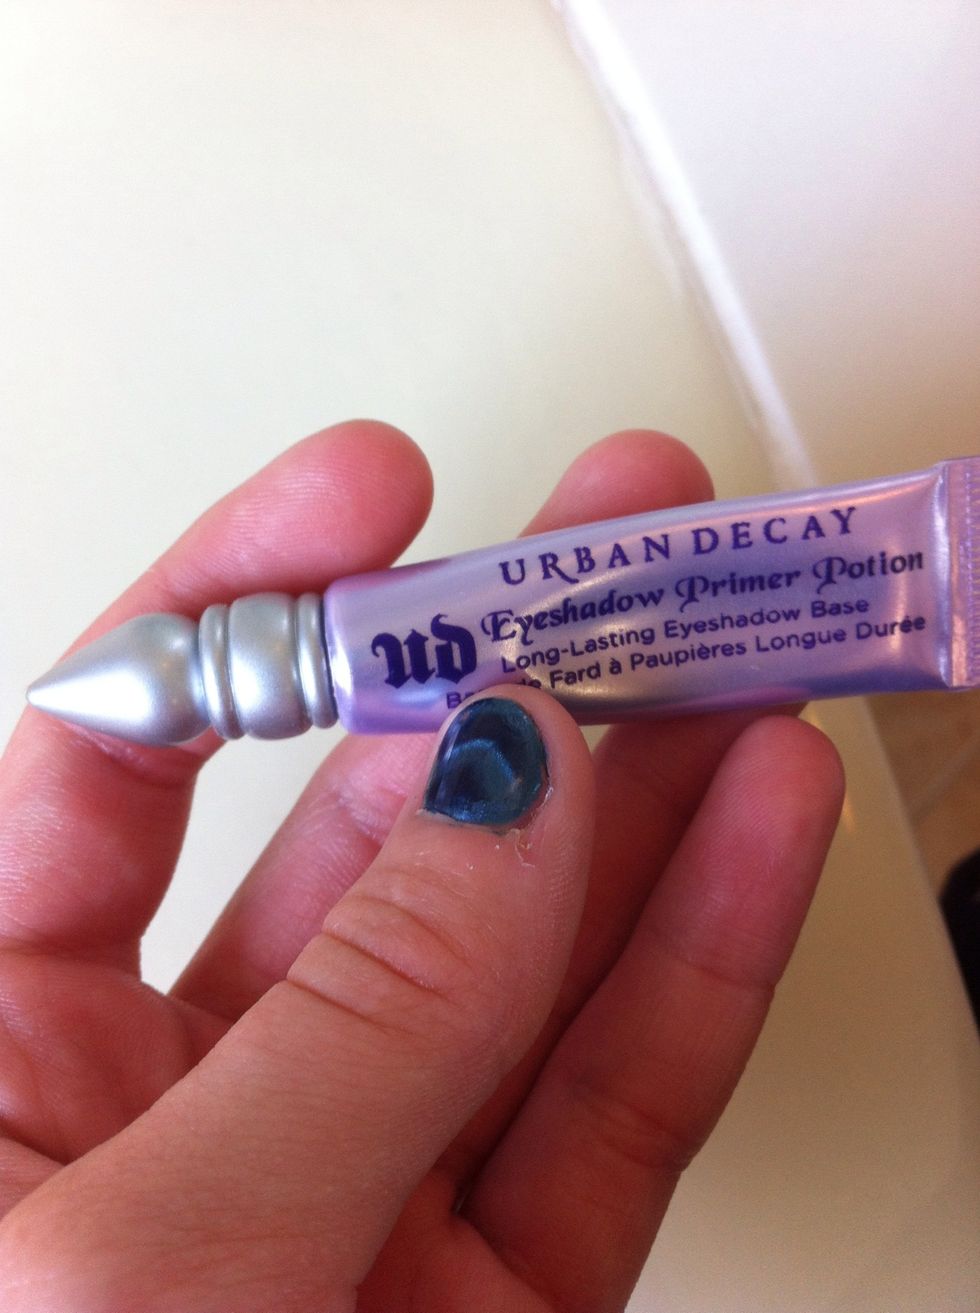 URBAN DECAY
ud Eyeshadow Primer Potion
Long-Lasting Eyeshadow Base
Fard à Paupières Longue Durée